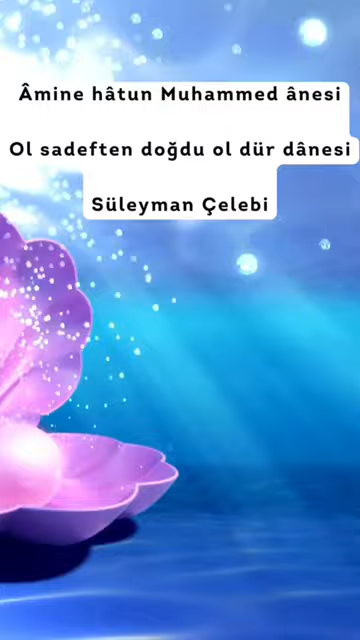 Âmine hâtun Muhammed ânesi
Ol sadeften doğdu ol dür dânesi
Süleyman Çelebi